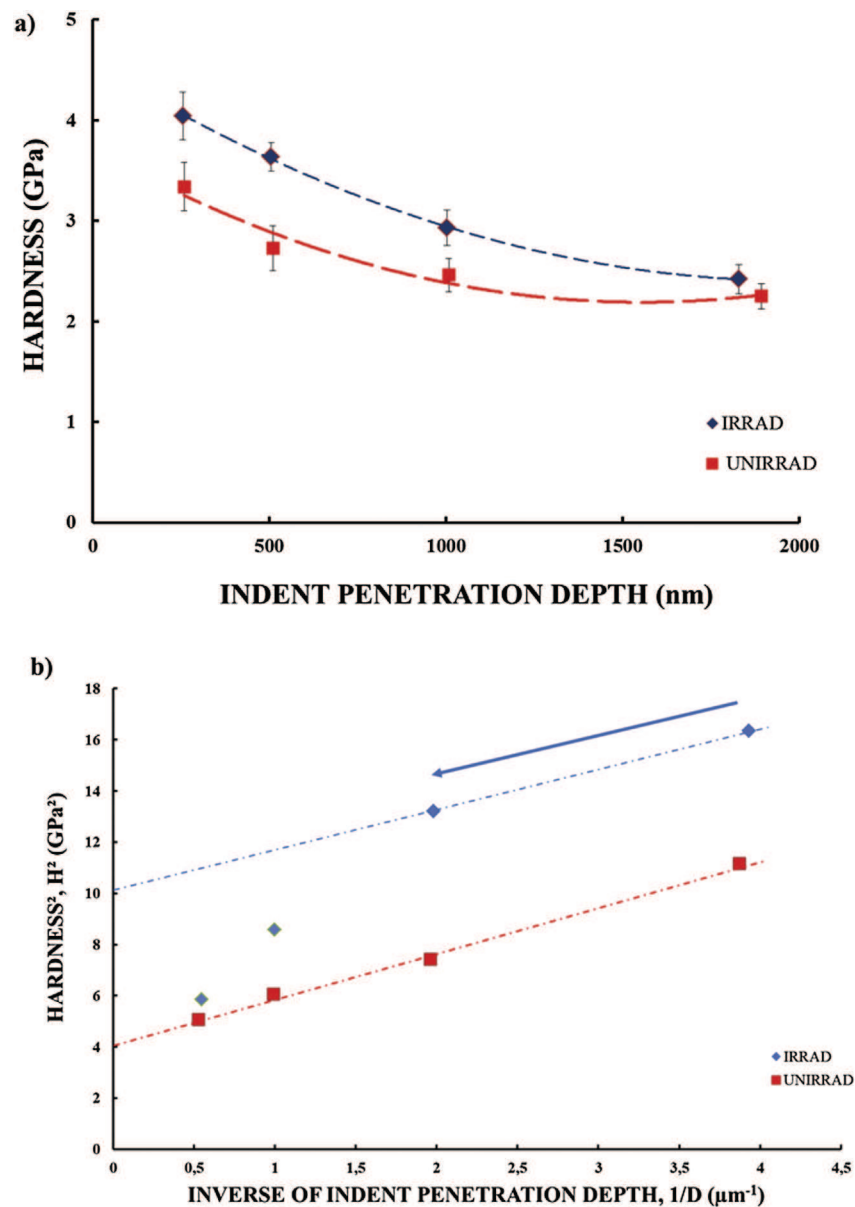 a)
5
4
3
2
1
0
HARDNESS (GPa)
IRRAD
UNIRRAD
0 500 1000 1500 2000
INDENT PENETRATION DEPTH (nm)
b)
18
16
14
12
10
8
6
4
2
0
HARDNESS², H² (GPa²)
IRRAD
UNIRRAD
0 0,5 1 1,5 2 2,5 3 3,5 4 4,5
INVERSE OF INDENT PENETRATION DEPTH, 1/D (µm⁻¹)